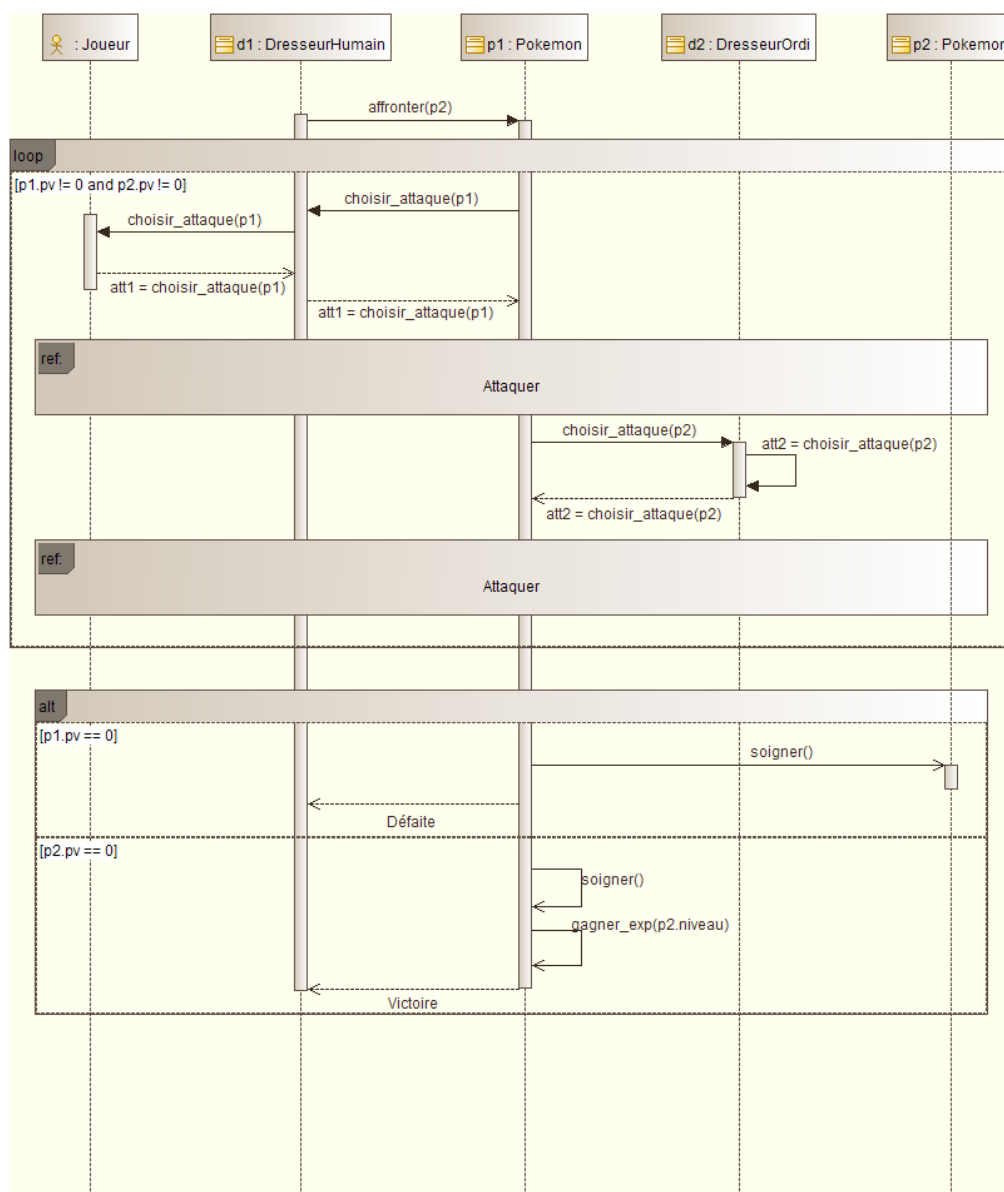 : Joueur
d1 : DresseurHumain
p1 : Pokemon
d2 : DresseurOrdi
p2 : Pokemon
affronter(p2)
loop
[p1.pv != 0 and p2.pv != 0]
choisir_attaque(p1)
choisir_attaque(p1)
att1 = choisir_attaque(p1)
att1 = choisir_attaque(p1)
ref:
Attaquer
choisir_attaque(p2)
att2 = choisir_attaque(p2)
att2 = choisir_attaque(p2)
ref:
Attaquer
alt
[p1.pv == 0]
soigner()
Défaite
[p2.pv == 0]
soigner()
gagner_exp(p2.niveau)
Victoire